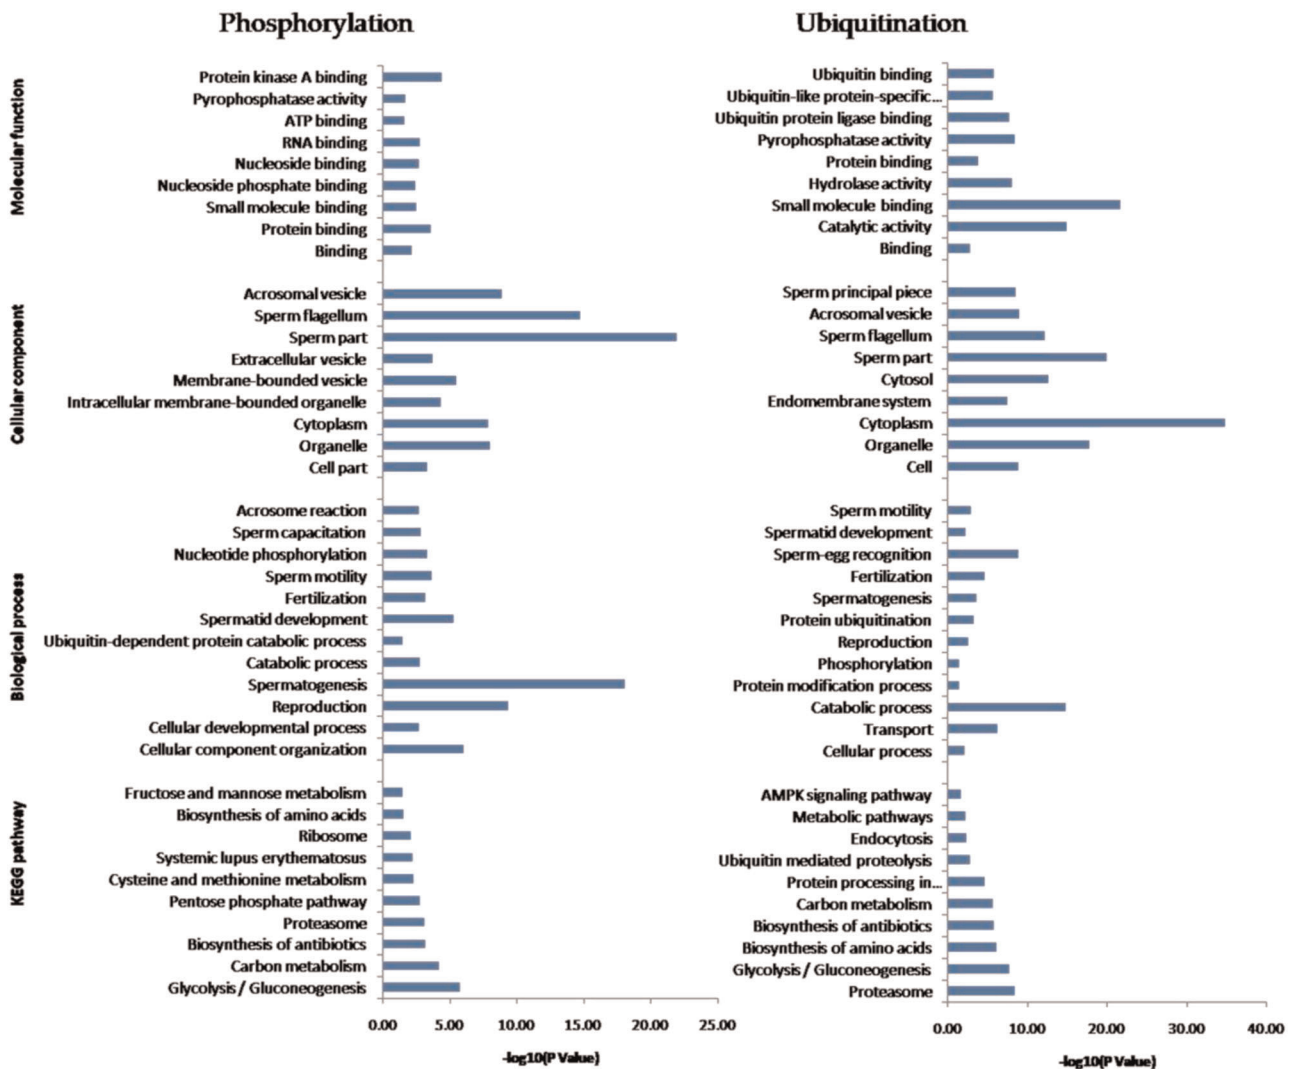 Phosphorylation
Molecular function
Protein kinase A binding
Pyrophosphatase activity
ATP binding
RNA binding
Nucleoside binding
Nucleoside phosphate binding
Small molecule binding
Protein binding
Binding
Cellular component
Acrosomal vesicle
Sperm flagellum
Sperm part
Extracellular vesicle
Membrane-bounded vesicle
Intracellular membrane-bounded organelle
Cytoplasm
Organelle
Cell part
Biological process
Acrosome reaction
Sperm capacitation
Nucleotide phosphorylation
Sperm motility
Fertilization
Spermatid development
Ubiquitin-dependent protein catabolic process
Catabolic process
Spermatogenesis
Reproduction
Cellular developmental process
Cellular component organization
KEGG pathway
Fructose and mannose metabolism
Biosynthesis of amino acids
Ribosome
Systemic lupus erythematosus
Cysteine and methionine metabolism
Pentose phosphate pathway
Proteasome
Biosynthesis of antibiotics
Carbon metabolism
Glycolysis / Gluconeogenesis
0.00 5.00 10.00 15.00 20.00 25.00
-log10(P Value)
Ubiquitination
Ubiquitin binding
Ubiquitin-like protein-specific...
Ubiquitin protein ligase binding
Pyrophosphatase activity
Protein binding
Hydrolase activity
Small molecule binding
Catalytic activity
Binding
Sperm principal piece
Acrosomal vesicle
Sperm flagellum
Sperm part
Cytosol
Endomembrane system
Cytoplasm
Organelle
Cell
Sperm motility
Spermatid development
Sperm-egg recognition
Fertilization
Spermatogenesis
Protein ubiquitination
Reproduction
Phosphorylation
Protein modification process
Catabolic process
Transport
Cellular process
AMPK signaling pathway
Metabolic pathways
Endocytosis
Ubiquitin mediated proteolysis
Protein processing in...
Carbon metabolism
Biosynthesis of antibiotics
Biosynthesis of amino acids
Glycolysis / Gluconeogenesis
Proteasome
0.00 10.00 20.00 30.00 40.00
-log10(P Value)